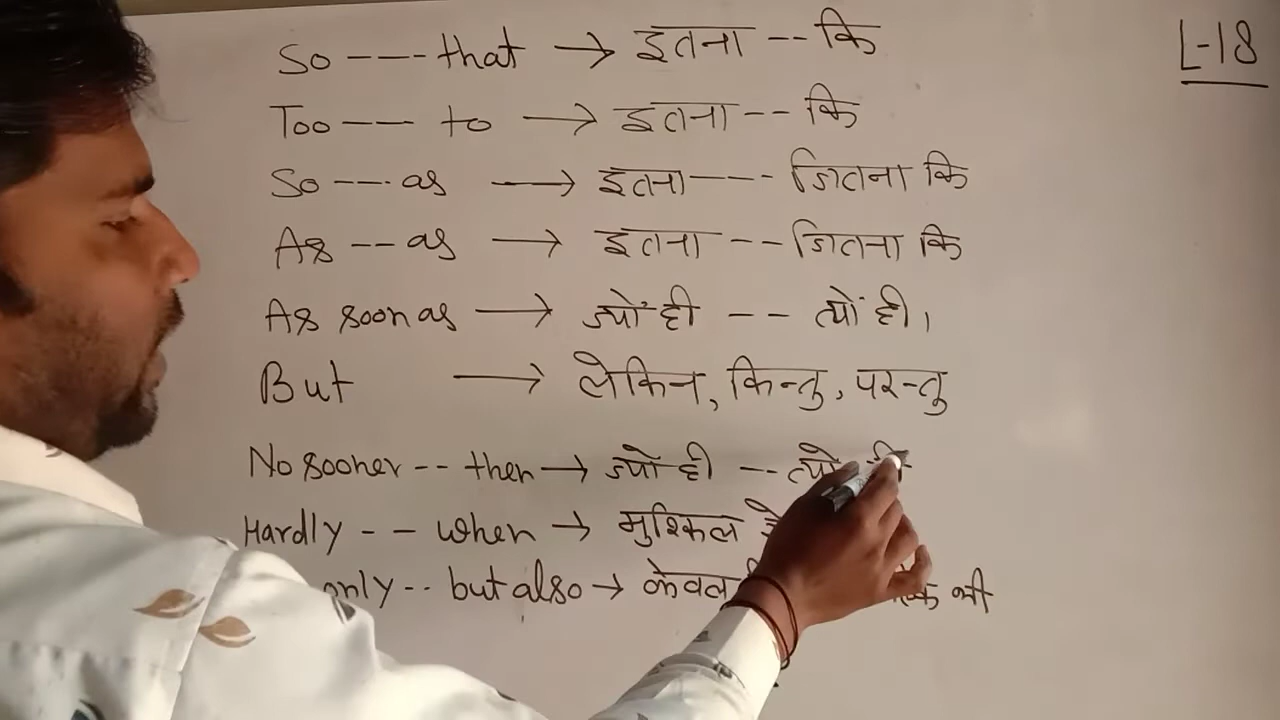 L-18
So ---- that → इतना -- कि
Too --- to → इतना -- कि
So --- as → इतना ---- जितना कि
As -- as → इतना -- जितना कि
As soon as → ज्यों ही -- त्यों ही।
But → लेकिन, किन्तु, परन्तु
No sooner -- then → ज्यों ही -- त्यों ही
Hardly -- when → मुश्किल से
only -- but also → केवल भी